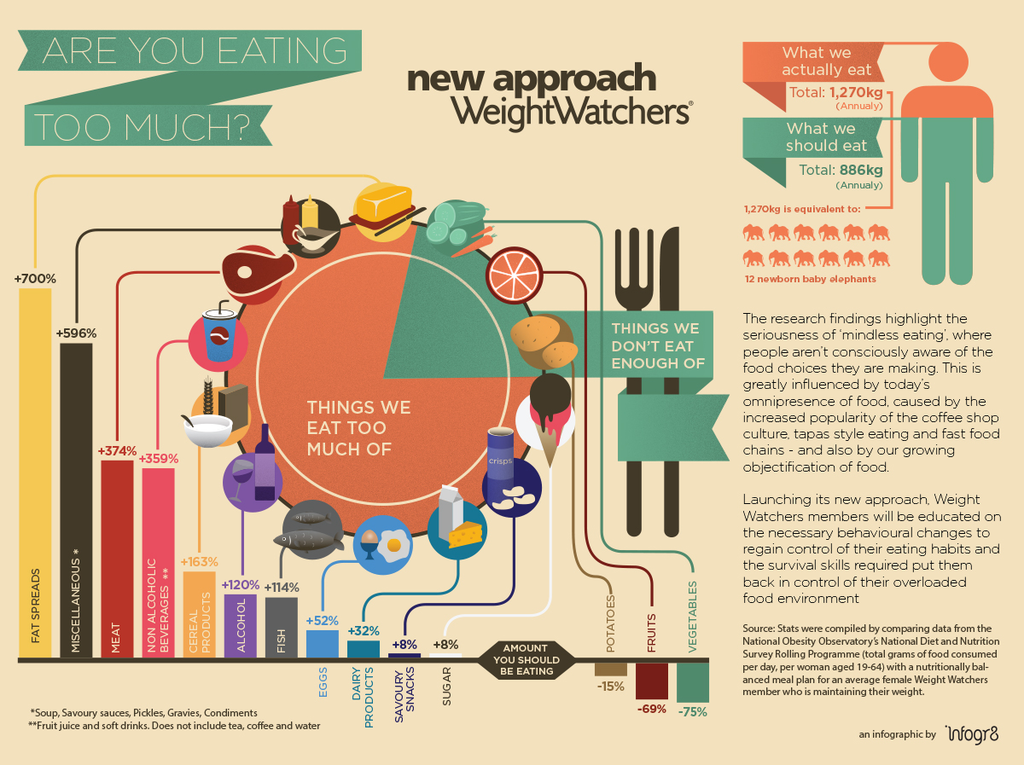 ARE YOU EATING
TOO MUCH?
new approach
WeightWatchers®
What we
actually eat
Total: 1,270kg
(Annualy)
What we
should eat
Total: 886kg
(Annualy)
1,270kg is equivalent to:
12 newborn baby elephants
+700%
+596%
+374%
+359%
+163%
+120%
+114%
+52%
+32%
+8%
+8%
-15%
-69%
-75%
FAT SPREADS
MISCELLANEOUS *
MEAT
NON ALCOHOLIC
BEVERAGES **
CEREAL
PRODUCTS
ALCOHOL
FISH
EGGS
DAIRY
PRODUCTS
SAVOURY
SNACKS
SUGAR
AMOUNT
YOU SHOULD
BE EATING
POTATOES
FRUITS
VEGETABLES
THINGS WE
EAT TOO
MUCH OF
crisps
THINGS WE
DON'T EAT
ENOUGH OF
The research findings highlight the
seriousness of 'mindless eating', where
people aren't consciously aware of the
food choices they are making. This is
greatly influenced by today's
omnipresence of food, caused by the
increased popularity of the coffee shop
culture, tapas style eating and fast food
chains - and also by our growing
objectification of food.
Launching its new approach, Weight
Watchers members will be educated on
the necessary behavioural changes to
regain control of their eating habits and
the survival skills required put them
back in control of their overloaded
food environment
Source: Stats were compiled by comparing data from the
National Obesity Observatory's National Diet and Nutrition
Survey Rolling Programme (total grams of food consumed
per day, per woman aged 19-64) with a nutritionally bal-
anced meal plan for an average female Weight Watchers
member who is maintaining their weight.
*Soup, Savoury sauces, Pickles, Gravies, Condiments
**Fruit juice and soft drinks. Does not include tea, coffee and water
an infographic by infogr8